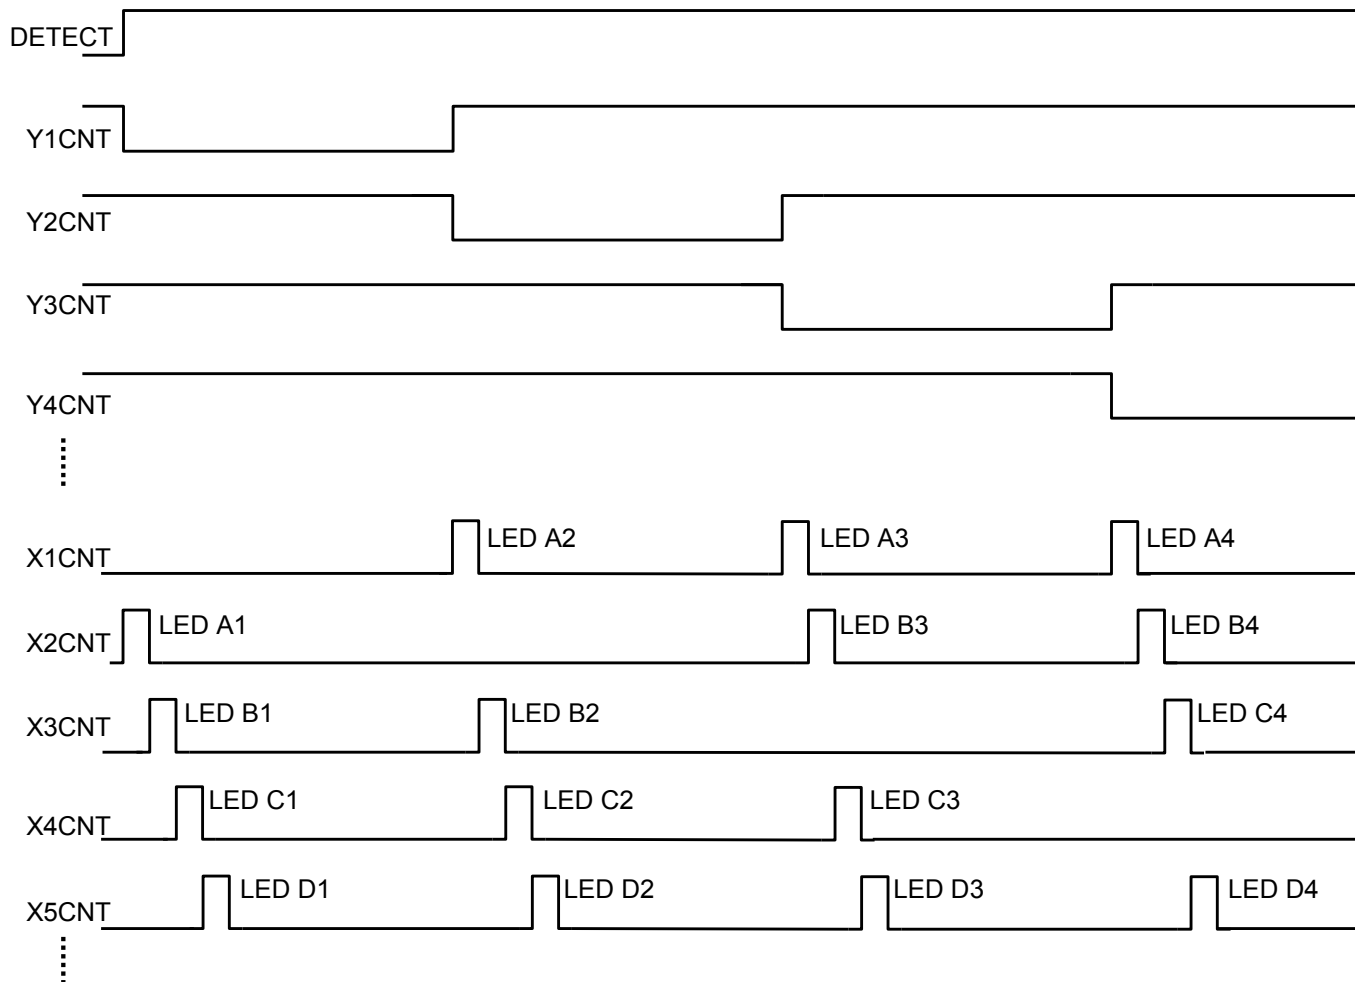 DETECT
Y1CNT
Y2CNT
Y3CNT
Y4CNT
X1CNT LED A2 LED A3 LED A4
X2CNT LED A1 LED B3 LED B4
X3CNT LED B1 LED B2 LED C4
X4CNT LED C1 LED C2 LED C3
X5CNT LED D1 LED D2 LED D3 LED D4